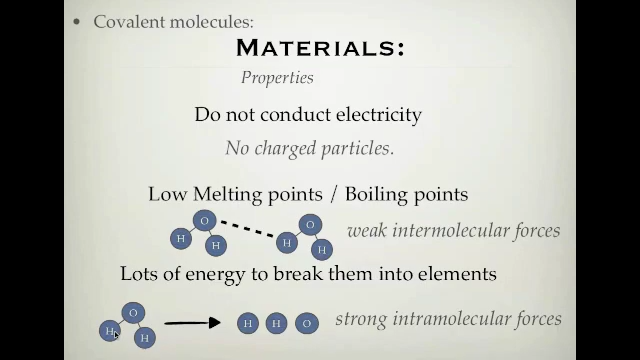 • Covalent molecules:
MATERIALS:
Properties
Do not conduct electricity
No charged particles.
Low Melting points / Boiling points
O H H O H H weak intermolecular forces
Lots of energy to break them into elements
O H H H H O strong intramolecular forces